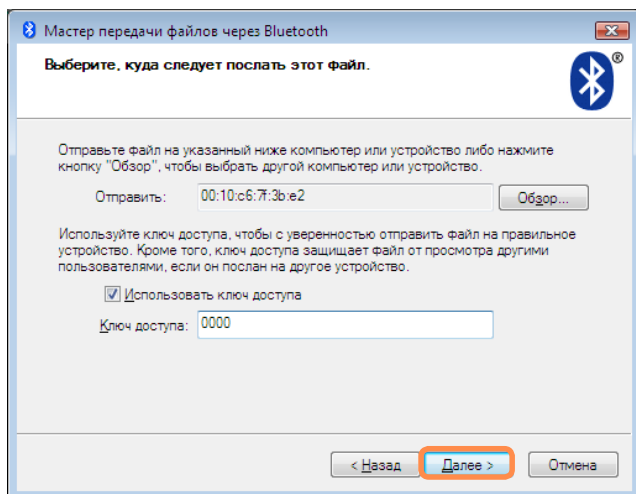 Мастер передачи файлов через Bluetooth
Выберите, куда следует послать этот файл.
®
Отправьте файл на указанный ниже компьютер или устройство либо нажмите
кнопку "Обзор", чтобы выбрать другой компьютер или устройство.
Отправить: 00:10:c6:7f:3b:e2 Обзор...
Используйте ключ доступа, чтобы с уверенностью отправить файл на правильное
устройство. Кроме того, ключ доступа защищает файл от просмотра другими
пользователями, если он послан на другое устройство.
Использовать ключ доступа
Ключ доступа: 0000
< Назад Далее > Отмена